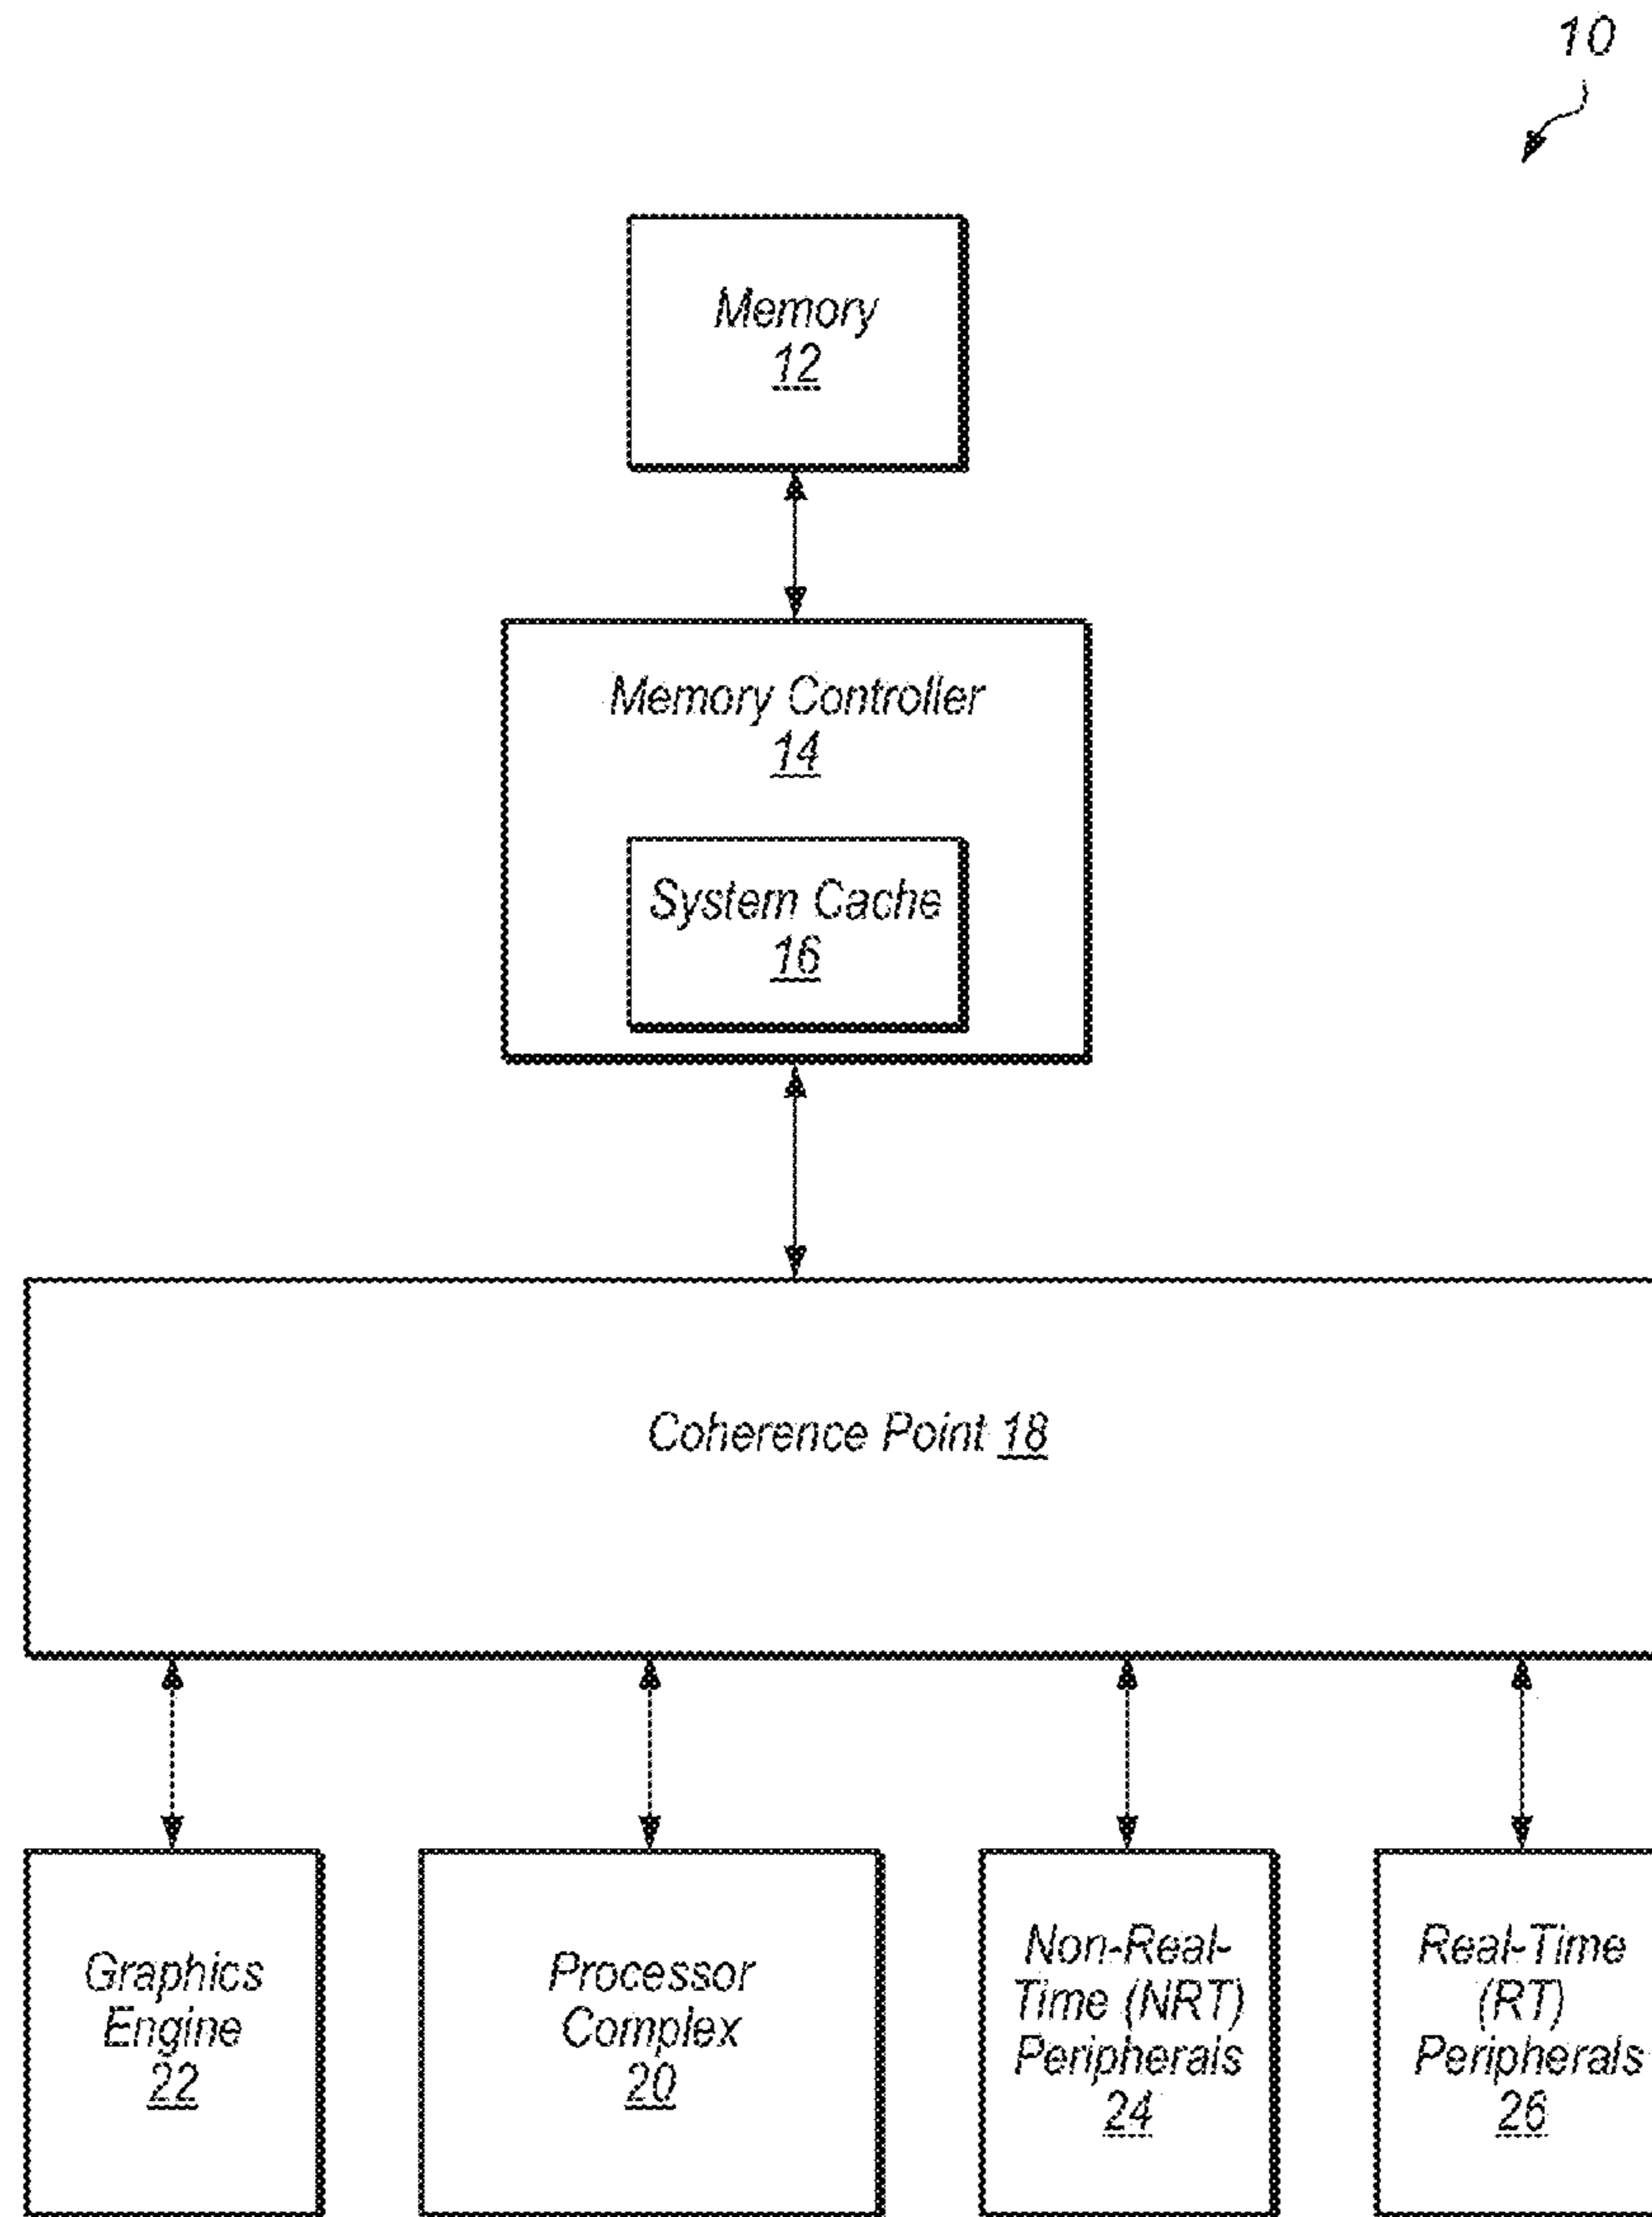 10
Memory
12
Memory Controller
14
System Cache
16
Coherence Point 18
Graphics
Engine
22
Processor
Complex
20
Non-Real-
Time (NRT)
Peripherals
24
Real-Time
(RT)
Peripherals
26